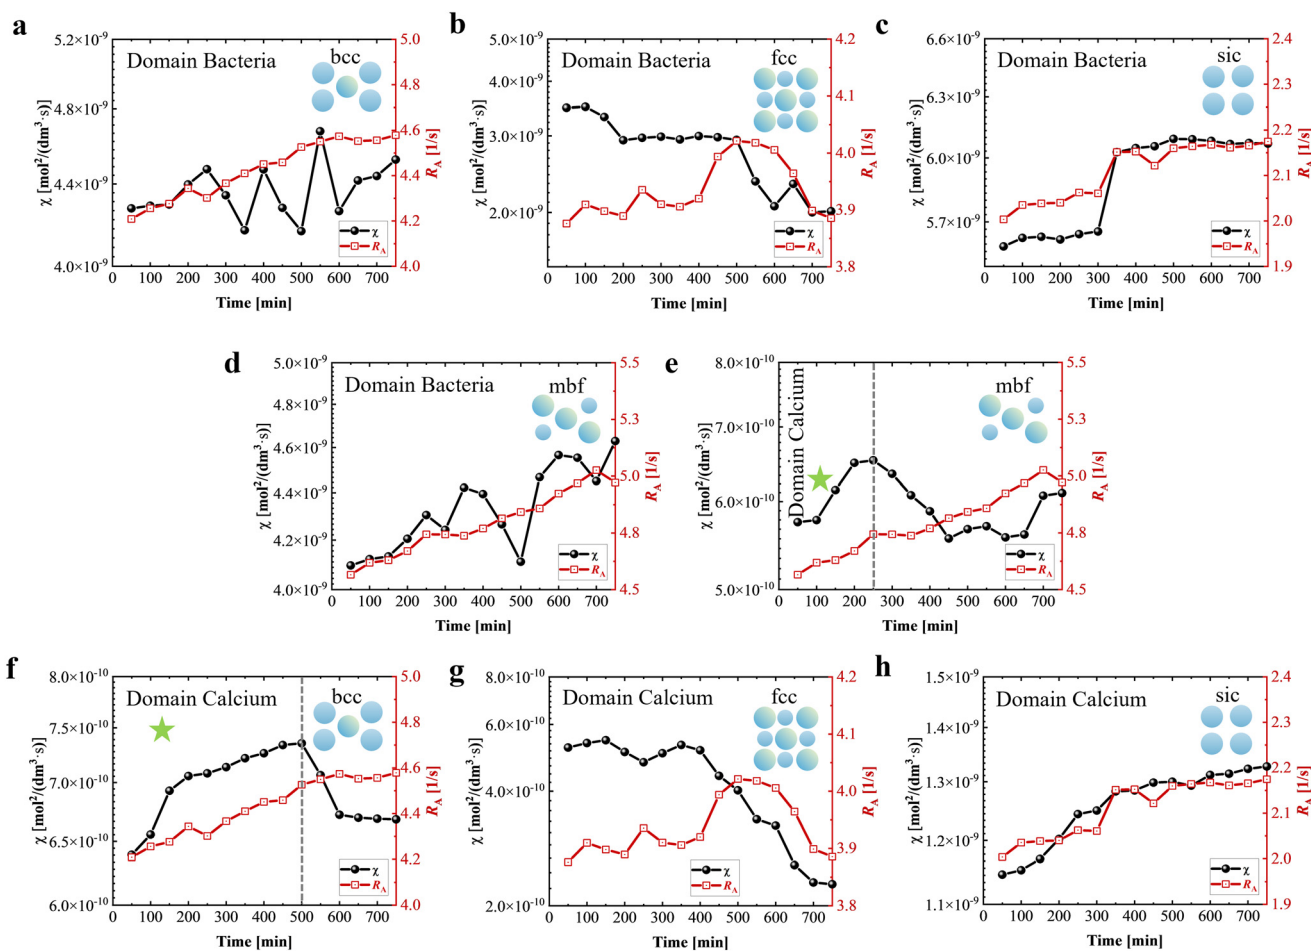 a
Domain Bacteria
bcc
5.2×10⁻⁹
4.8×10⁻⁹
4.4×10⁻⁹
4.0×10⁻⁹
χ [mol²/(dm³·s)]
5.0
4.8
4.6
4.4
4.2
4.0
R_A [1/s]
χ
R_A
0 100 200 300 400 500 600 700
Time [min]
b
Domain Bacteria
fcc
5.0×10⁻⁹
4.0×10⁻⁹
3.0×10⁻⁹
2.0×10⁻⁹
χ [mol²/(dm³·s)]
4.2
4.1
4.0
3.9
3.8
R_A [1/s]
χ
R_A
0 100 200 300 400 500 600 700
Time [min]
c
Domain Bacteria
sic
6.6×10⁻⁹
6.3×10⁻⁹
6.0×10⁻⁹
5.7×10⁻⁹
χ [mol²/(dm³·s)]
2.4
2.3
2.2
2.1
2.0
1.9
R_A [1/s]
χ
R_A
0 100 200 300 400 500 600 700
Time [min]
d
Domain Bacteria
mbf
5.0×10⁻⁹
4.8×10⁻⁹
4.6×10⁻⁹
4.4×10⁻⁹
4.2×10⁻⁹
4.0×10⁻⁹
χ [mol²/(dm³·s)]
5.5
5.3
5.0
4.8
4.5
R_A [1/s]
χ
R_A
0 100 200 300 400 500 600 700
Time [min]
e
Domain Calcium
mbf
8.0×10⁻¹⁰
7.0×10⁻¹⁰
6.0×10⁻¹⁰
5.0×10⁻¹⁰
χ [mol²/(dm³·s)]
5.5
5.3
5.0
4.8
4.5
R_A [1/s]
χ
R_A
0 100 200 300 400 500 600 700
Time [min]
f
Domain Calcium
bcc
8.0×10⁻¹⁰
7.5×10⁻¹⁰
7.0×10⁻¹⁰
6.5×10⁻¹⁰
6.0×10⁻¹⁰
χ [mol²/(dm³·s)]
5.0
4.8
4.6
4.4
4.2
4.0
R_A [1/s]
χ
R_A
0 100 200 300 400 500 600 700
Time [min]
g
Domain Calcium
fcc
8.0×10⁻¹⁰
6.0×10⁻¹⁰
4.0×10⁻¹⁰
2.0×10⁻¹⁰
χ [mol²/(dm³·s)]
4.2
4.1
4.0
3.9
3.8
R_A [1/s]
χ
R_A
0 100 200 300 400 500 600 700
Time [min]
h
Domain Calcium
sic
1.5×10⁻⁹
1.4×10⁻⁹
1.3×10⁻⁹
1.2×10⁻⁹
1.1×10⁻⁹
χ [mol²/(dm³·s)]
2.4
2.3
2.2
2.1
2.0
1.9
R_A [1/s]
χ
R_A
0 100 200 300 400 500 600 700
Time [min]